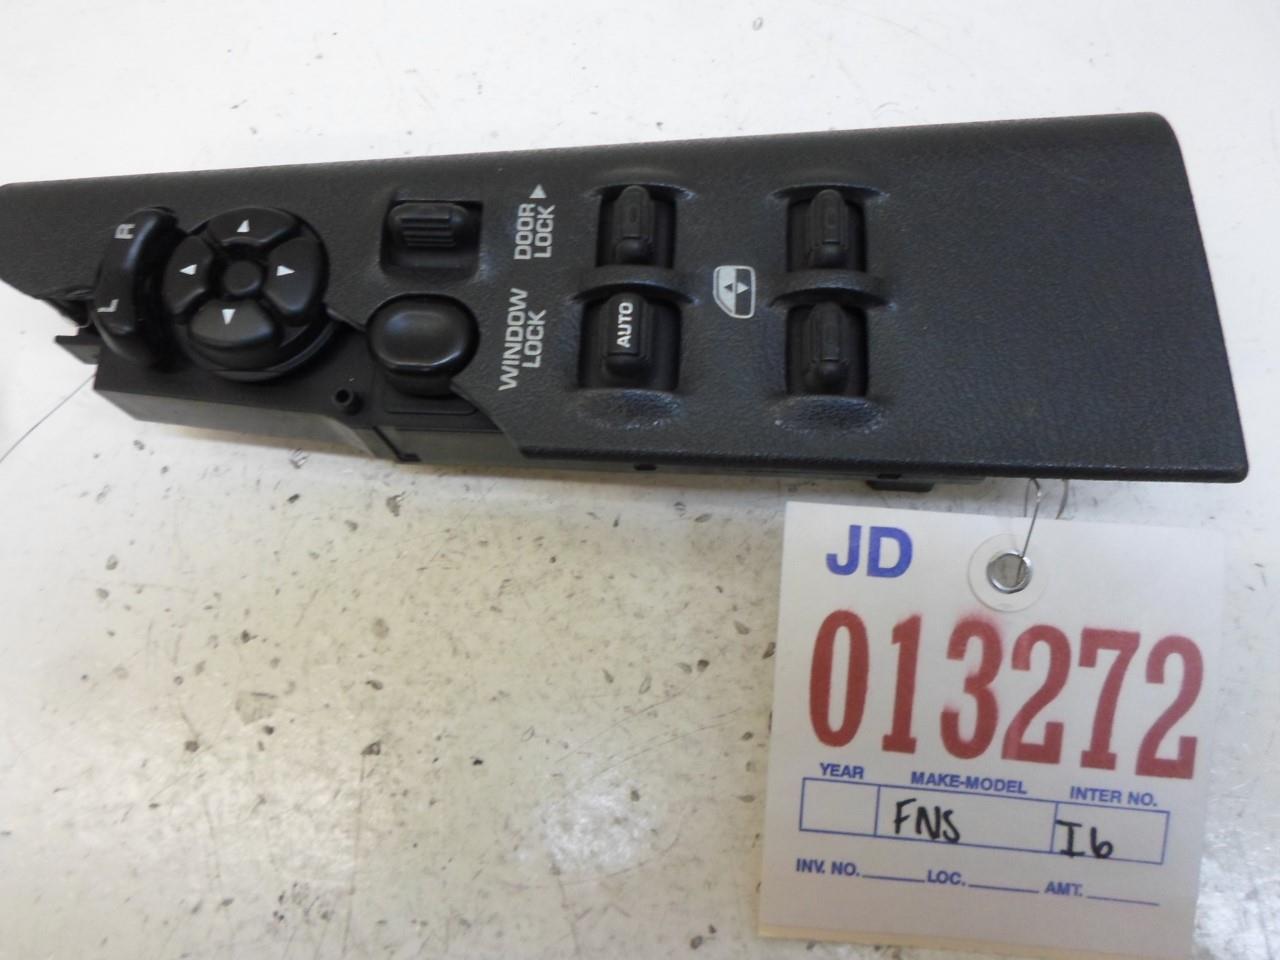 R
L
DOOR
LOCK
WINDOW
LOCK
AUTO
JD
013272
YEAR MAKE-MODEL INTER NO.
FNS I6
INV. NO. LOC. AMT.